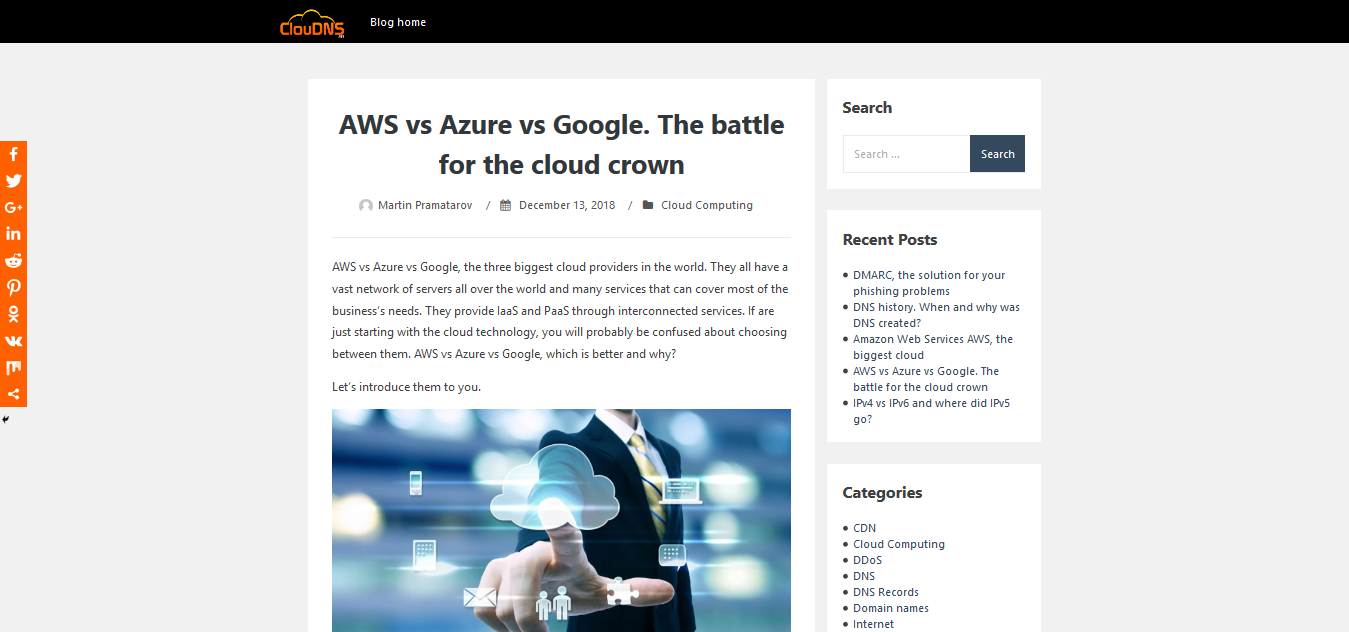 ClouDNS
.NET
Blog home
AWS vs Azure vs Google. The battle
for the cloud crown
Martin Pramatarov / December 13, 2018 / Cloud Computing
AWS vs Azure vs Google, the three biggest cloud providers in the world. They all have a
vast network of servers all over the world and many services that can cover most of the
business's needs. They provide IaaS and PaaS through interconnected services. If are
just starting with the cloud technology, you will probably be confused about choosing
between them. AWS vs Azure vs Google, which is better and why?
Let's introduce them to you.
Search
Search ...
Search
Recent Posts
DMARC, the solution for your
phishing problems
DNS history. When and why was
DNS created?
Amazon Web Services AWS, the
biggest cloud
AWS vs Azure vs Google. The
battle for the cloud crown
IPv4 vs IPv6 and where did IPv5
go?
Categories
CDN
Cloud Computing
DDoS
DNS
DNS Records
Domain names
Internet